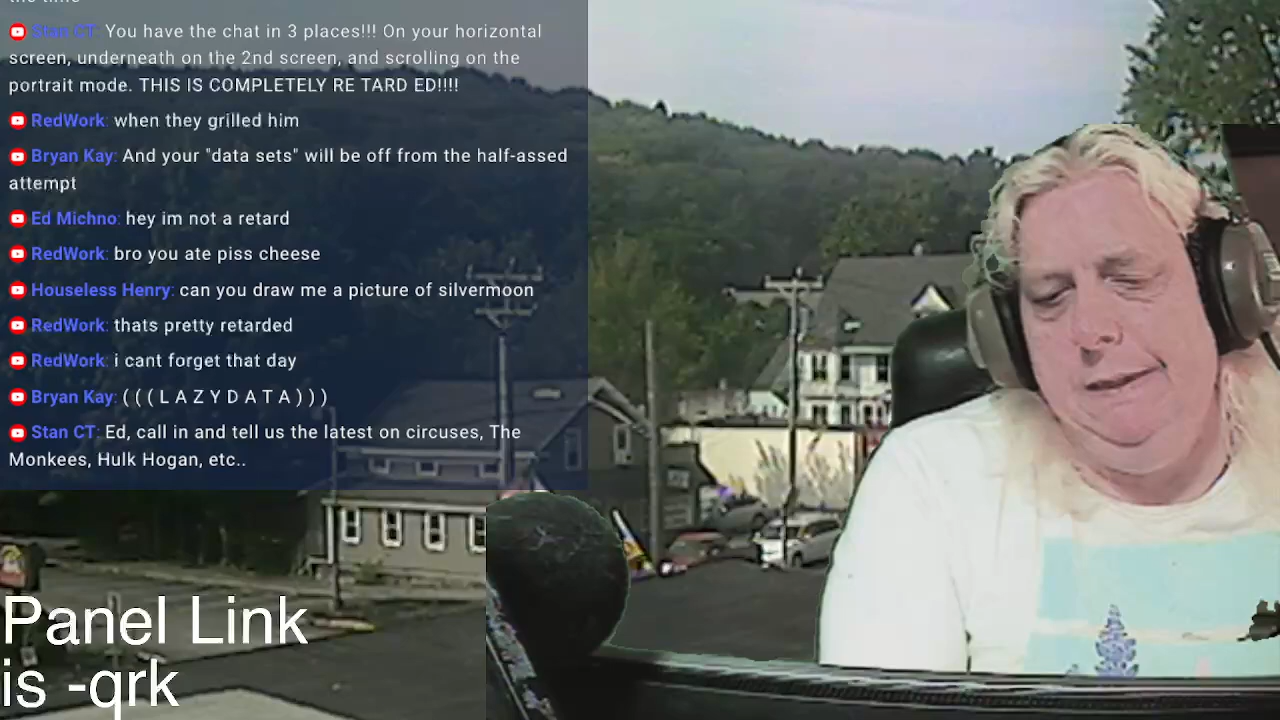 the time
Stan CT: You have the chat in 3 places!!! On your horizontal
screen, underneath on the 2nd screen, and scrolling on the
portrait mode. THIS IS COMPLETELY RE TARD ED!!!!
RedWork: when they grilled him
Bryan Kay: And your "data sets" will be off from the half-assed
attempt
Ed Michno: hey im not a retard
RedWork: bro you ate piss cheese
Houseless Henry: can you draw me a picture of silvermoon
RedWork: thats pretty retarded
RedWork: i cant forget that day
Bryan Kay: ( ( ( L A Z Y D A T A ) ) )
Stan CT: Ed, call in and tell us the latest on circuses, The
Monkees, Hulk Hogan, etc..
Panel Link
is -qrk